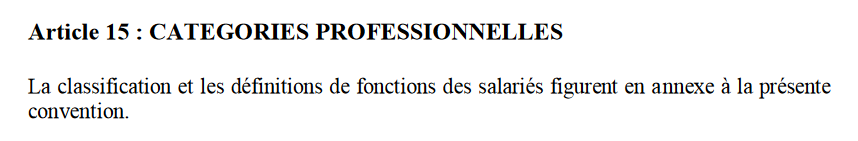 Article 15 : CATEGORIES PROFESSIONNELLES
La classification et les définitions de fonctions des salariés figurent en annexe à la présente
convention.